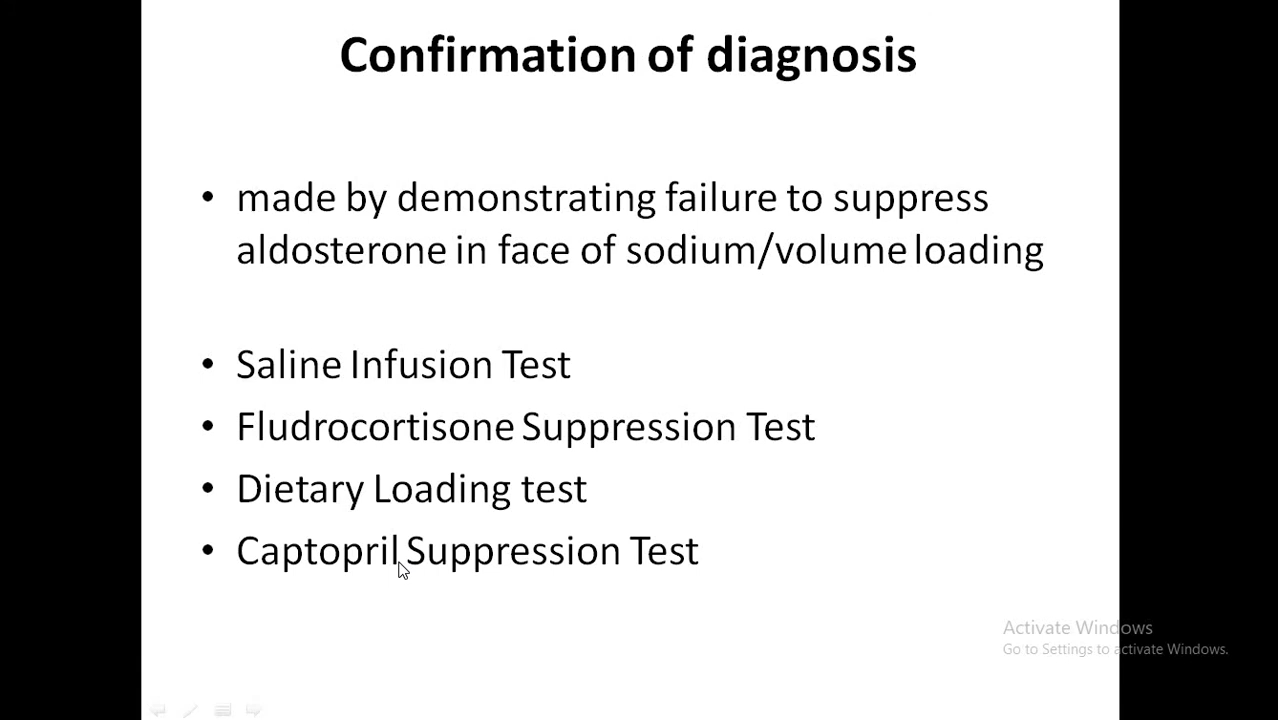 Confirmation of diagnosis
• made by demonstrating failure to suppress
aldosterone in face of sodium/volume loading
• Saline Infusion Test
• Fludrocortisone Suppression Test
• Dietary Loading test
• Captopril Suppression Test
Activate Windows
Go to Settings to activate Windows.